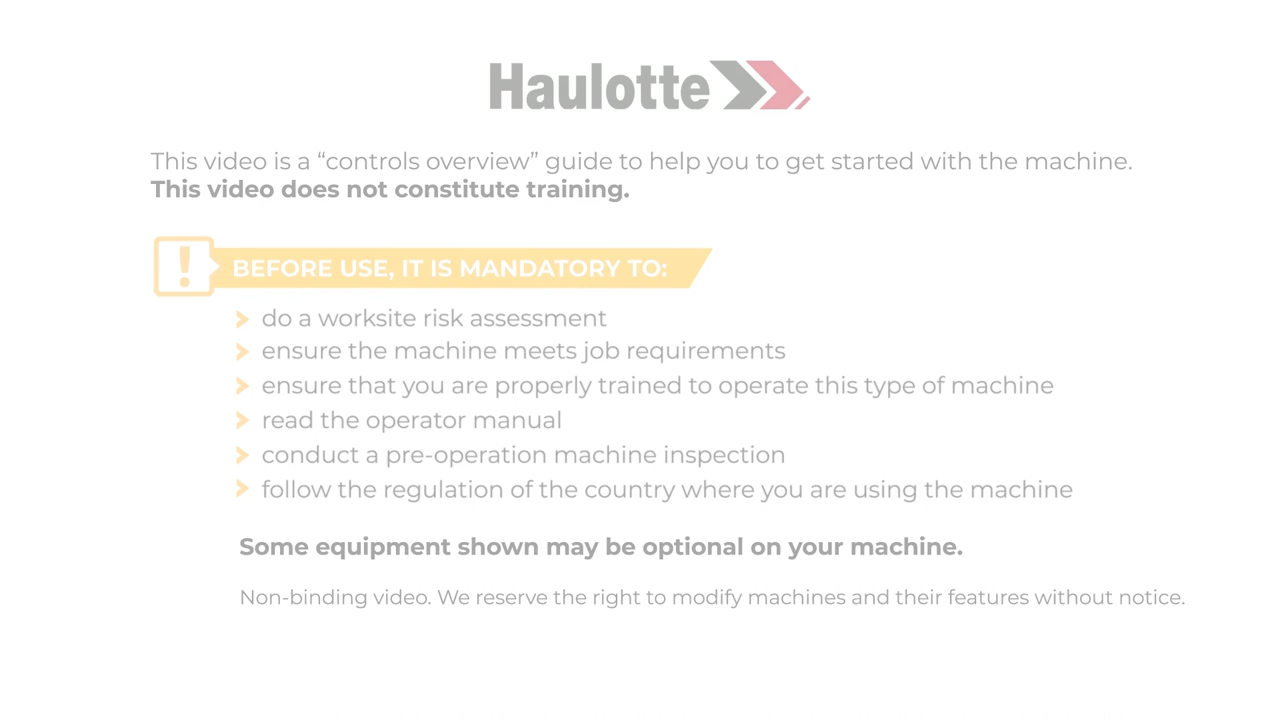 Haulotte
This video is a “controls overview” guide to help you to get started with the machine.
This video does not constitute training.
! BEFORE USE, IT IS MANDATORY TO:
do a worksite risk assessment
ensure the machine meets job requirements
ensure that you are properly trained to operate this type of machine
read the operator manual
conduct a pre-operation machine inspection
follow the regulation of the country where you are using the machine
Some equipment shown may be optional on your machine.
Non-binding video. We reserve the right to modify machines and their features without notice.